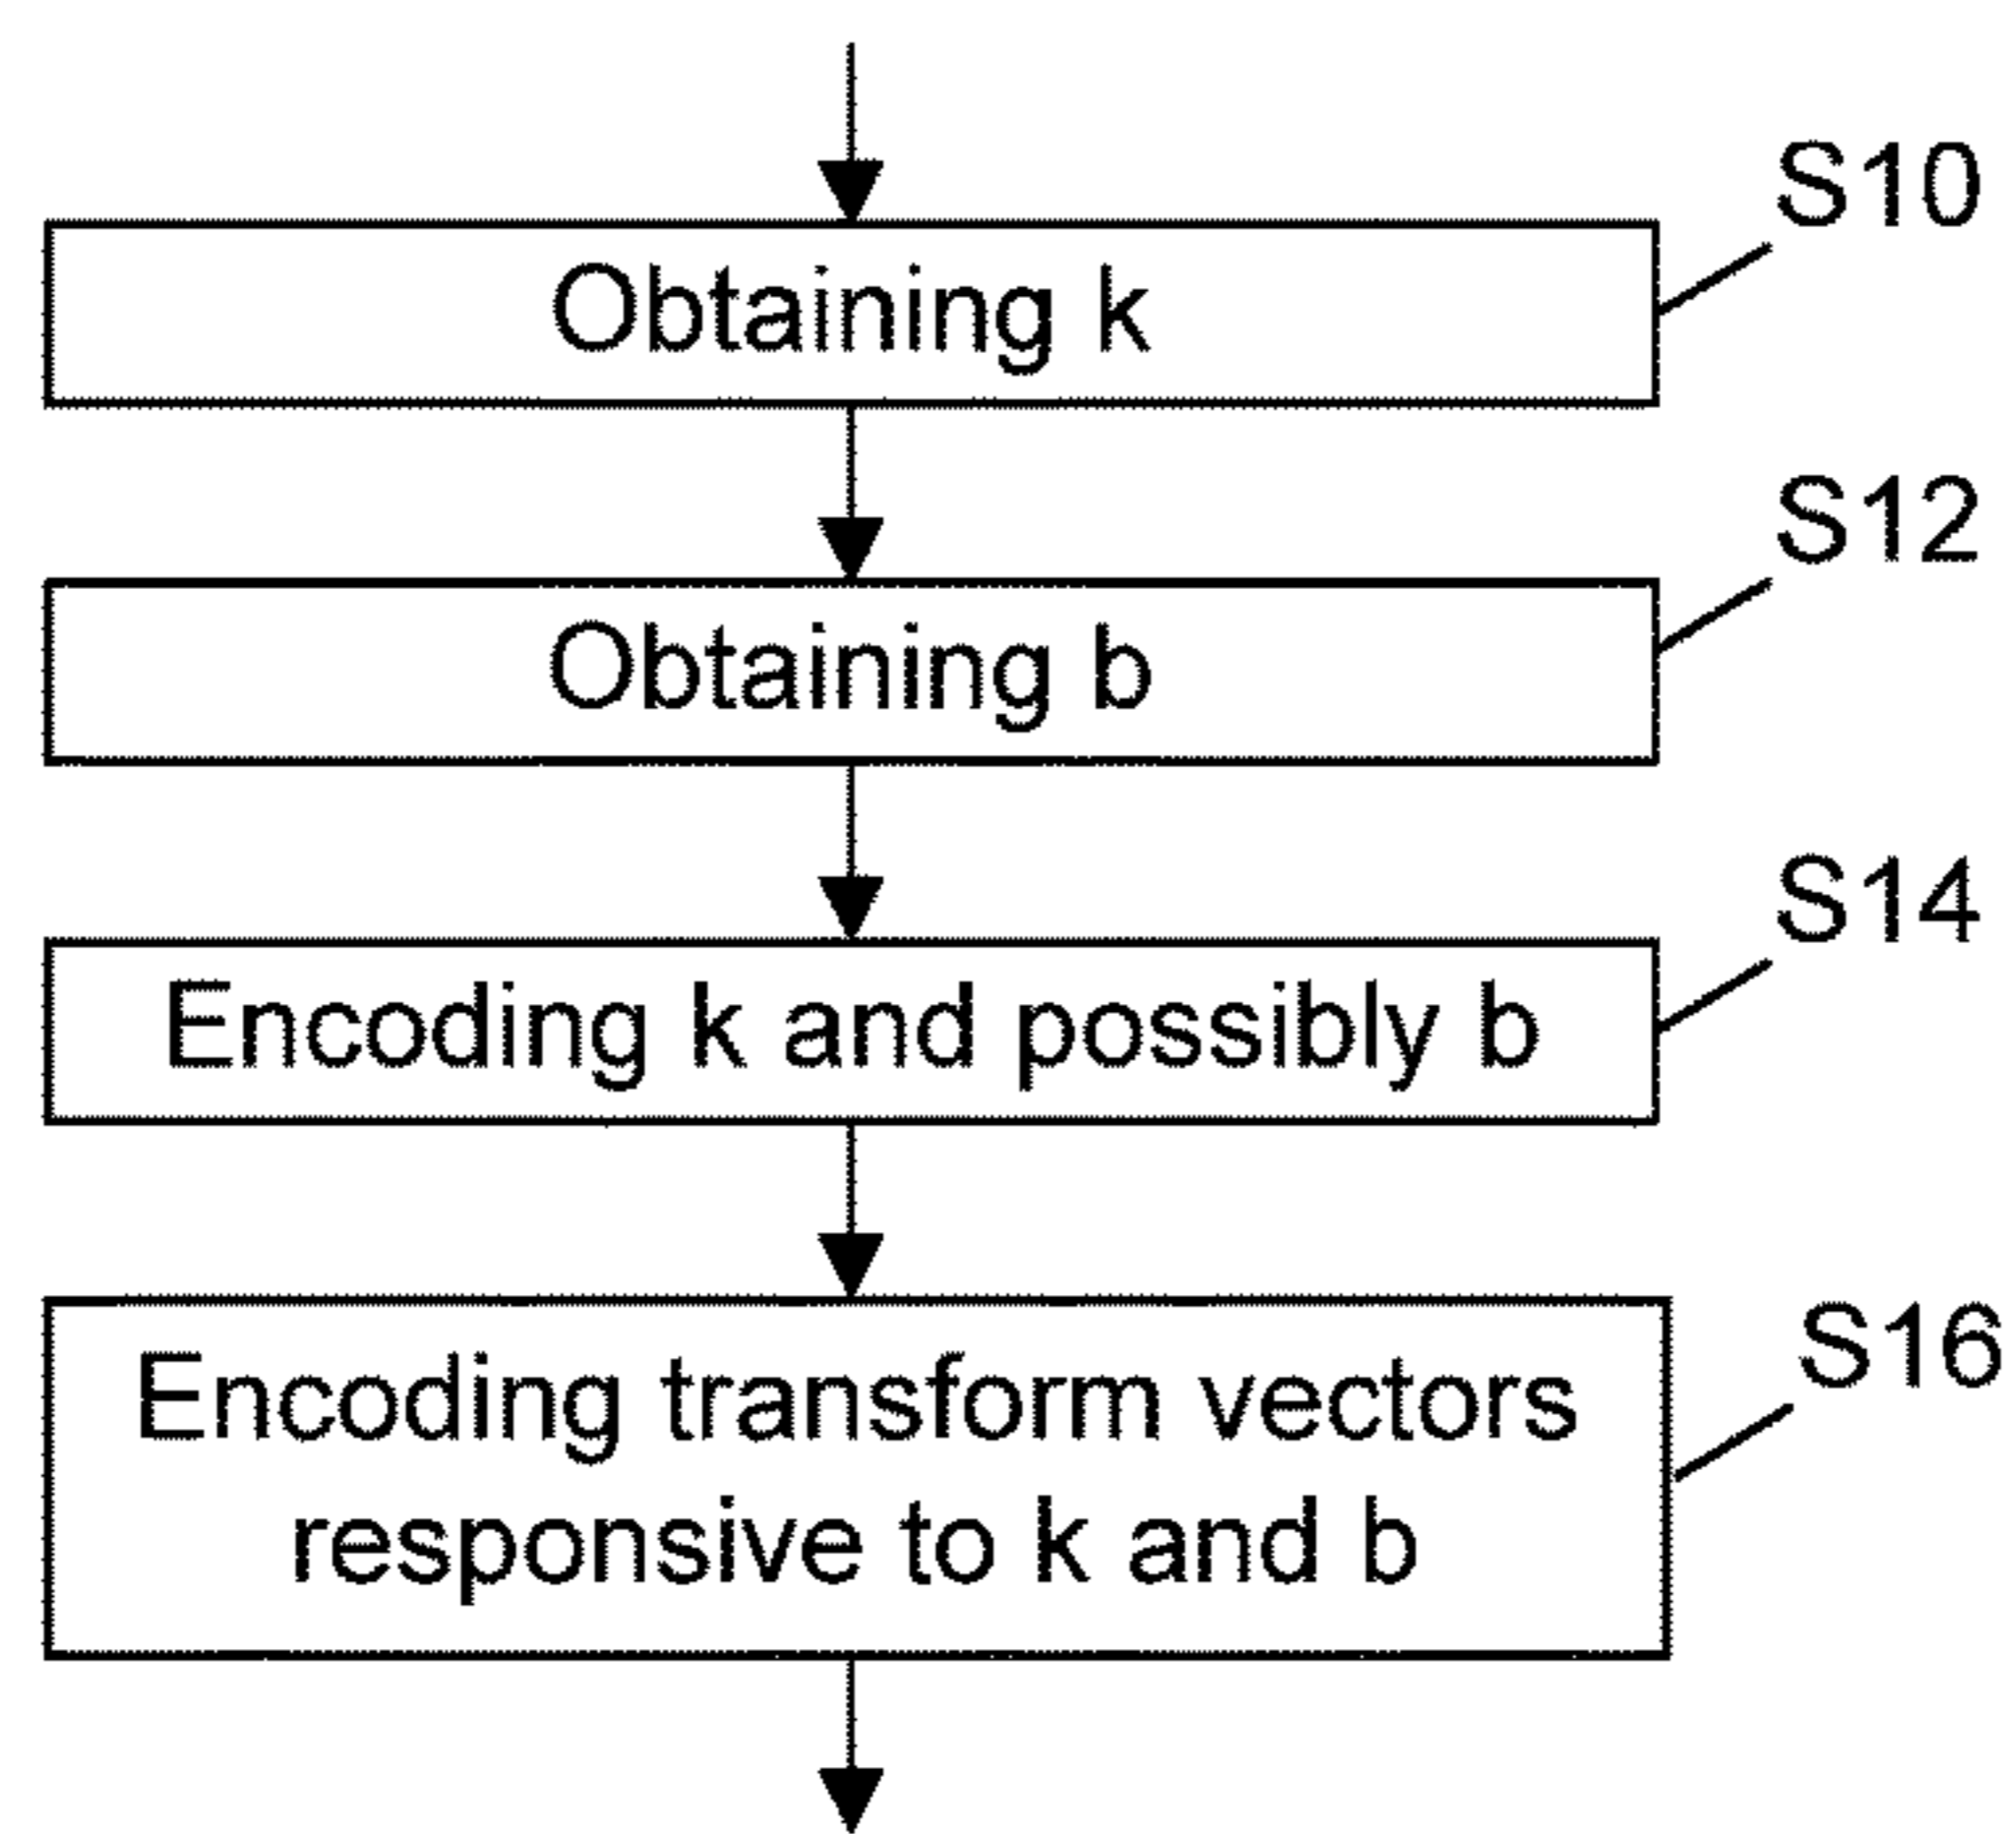 S10
Obtaining k
S12
Obtaining b
S14
Encoding k and possibly b
S16
Encoding transform vectors
responsive to k and b